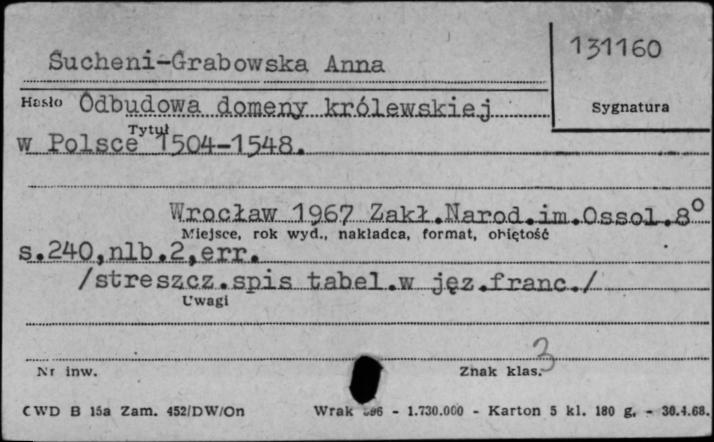 131160
Sucheni-Grabowska Anna
Hasło Odbudowa domeny królewskiej
Sygnatura
Tytuł
w Polsce 1504-1548.
Wrocław 1967 Zakł.Narod.im.Ossol.8°
Miejsce, rok wyd., nakładca, format, objętość
s.240,nlb.2,err.
/streszcz.spis tabel.w jęz.franc./
Uwagi
3
Nr inw. Znak klas.
CWD B 15a Zam. 452/DW/On Wrak - 1.730.000 - Karton 5 kl. 180 g. - 30.4.68.